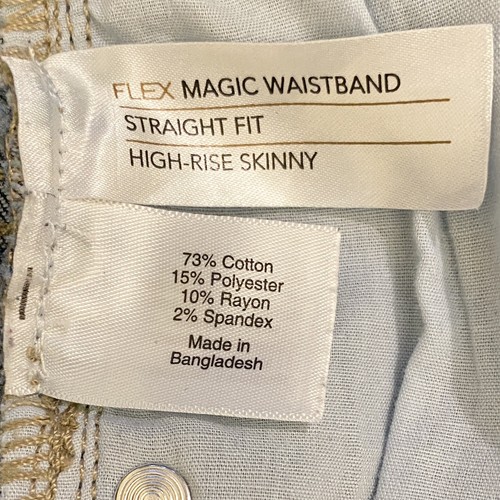 FLEX MAGIC WAISTBAND
STRAIGHT FIT
HIGH-RISE SKINNY
73% Cotton
15% Polyester
10% Rayon
2% Spandex
Made in
Bangladesh